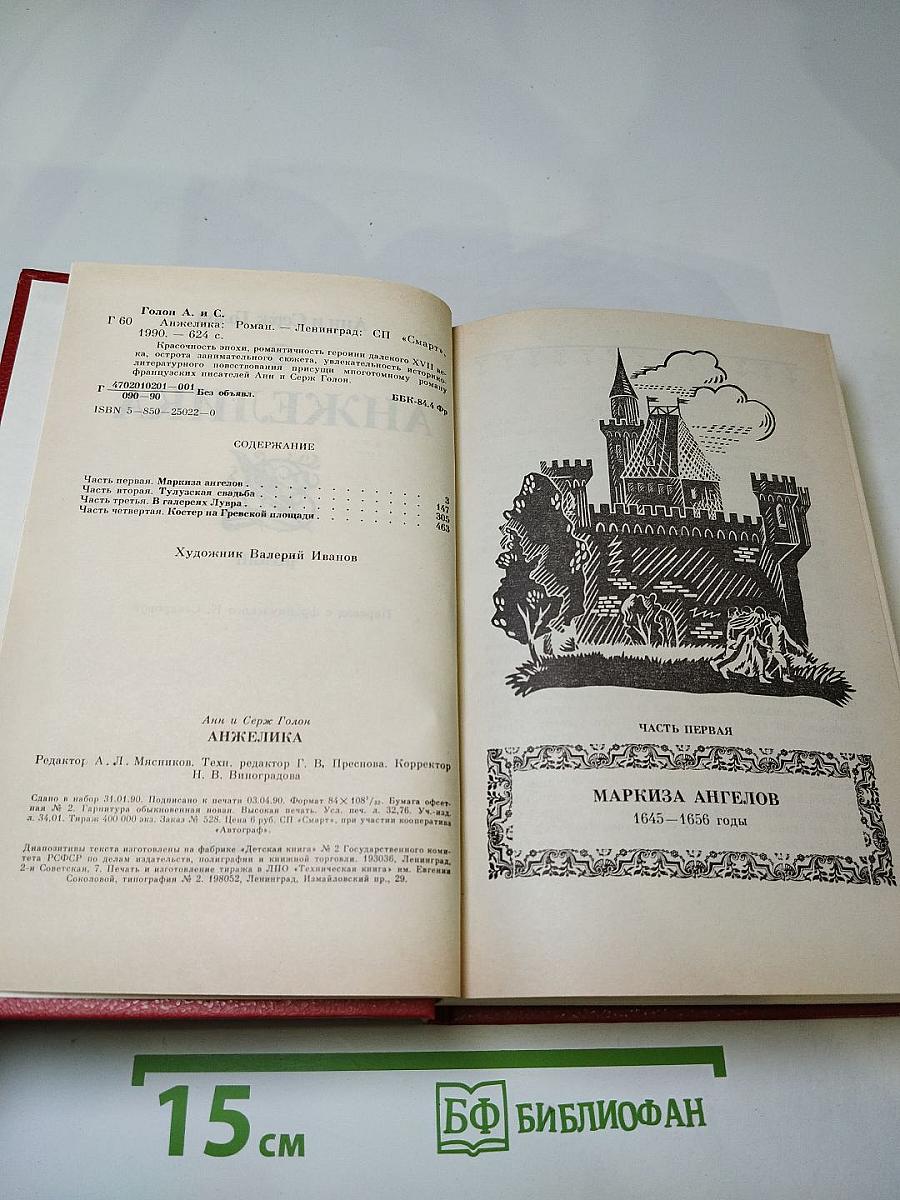 Голон А. и С.
Г 60 Анжелика: Роман. — Ленинград: СП «Смарт»,
1990. — 624 с.
Красочность эпохи, романтичность героини далекого XVII ве-
ка, острота занимательного сюжета, увлекательность историко-
литературного повествования присущи многотомному роману
французских писателей Анн и Серж Голон.
Г 4702010201—001 / 090—90 Без объявл.
ББК-84.4 Фр
ISBN 5—850—25022—0
АНЖЕЛИКА
СОДЕРЖАНИЕ
Часть первая. Маркиза ангелов . . . . . . . . . . 3
Часть вторая. Тулузская свадьба . . . . . . . . . . 147
Часть третья. В галереях Лувра . . . . . . . . . . 305
Часть четвертая. Костер на Гревской площади . . . . . 463
Художник Валерий Иванов
Анн и Серж Голон
АНЖЕЛИКА
Редактор А. Л. Мясников. Техн. редактор Г. В. Преснова. Корректор
Н. В. Виноградова
Сдано в набор 31.01.90. Подписано к печати 03.04.90. Формат 84×108¹/₃₂. Бумага офсет-
ная № 2. Гарнитура обыкновенная новая. Высокая печать. Усл. печ. л. 32,76. Уч.-изд.
л. 34,01. Тираж 400 000 экз. Заказ № 528. Цена 6 руб. СП «Смарт», при участии кооператива
«Автограф».
Диапозитивы текста изготовлены на фабрике «Детская книга» № 2 Государственного коми-
тета РСФСР по делам издательств, полиграфии и книжной торговли. 193036, Ленинград,
2-я Советская, 7. Печать и изготовление тиража в ЛПО «Техническая книга» им. Евгении
Соколовой, типография № 2. 198052, Ленинград, Измайловский пр., 29.
ЧАСТЬ ПЕРВАЯ
МАРКИЗА АНГЕЛОВ
1645—1656 годы
15 см
БФ БИБЛИОФАН